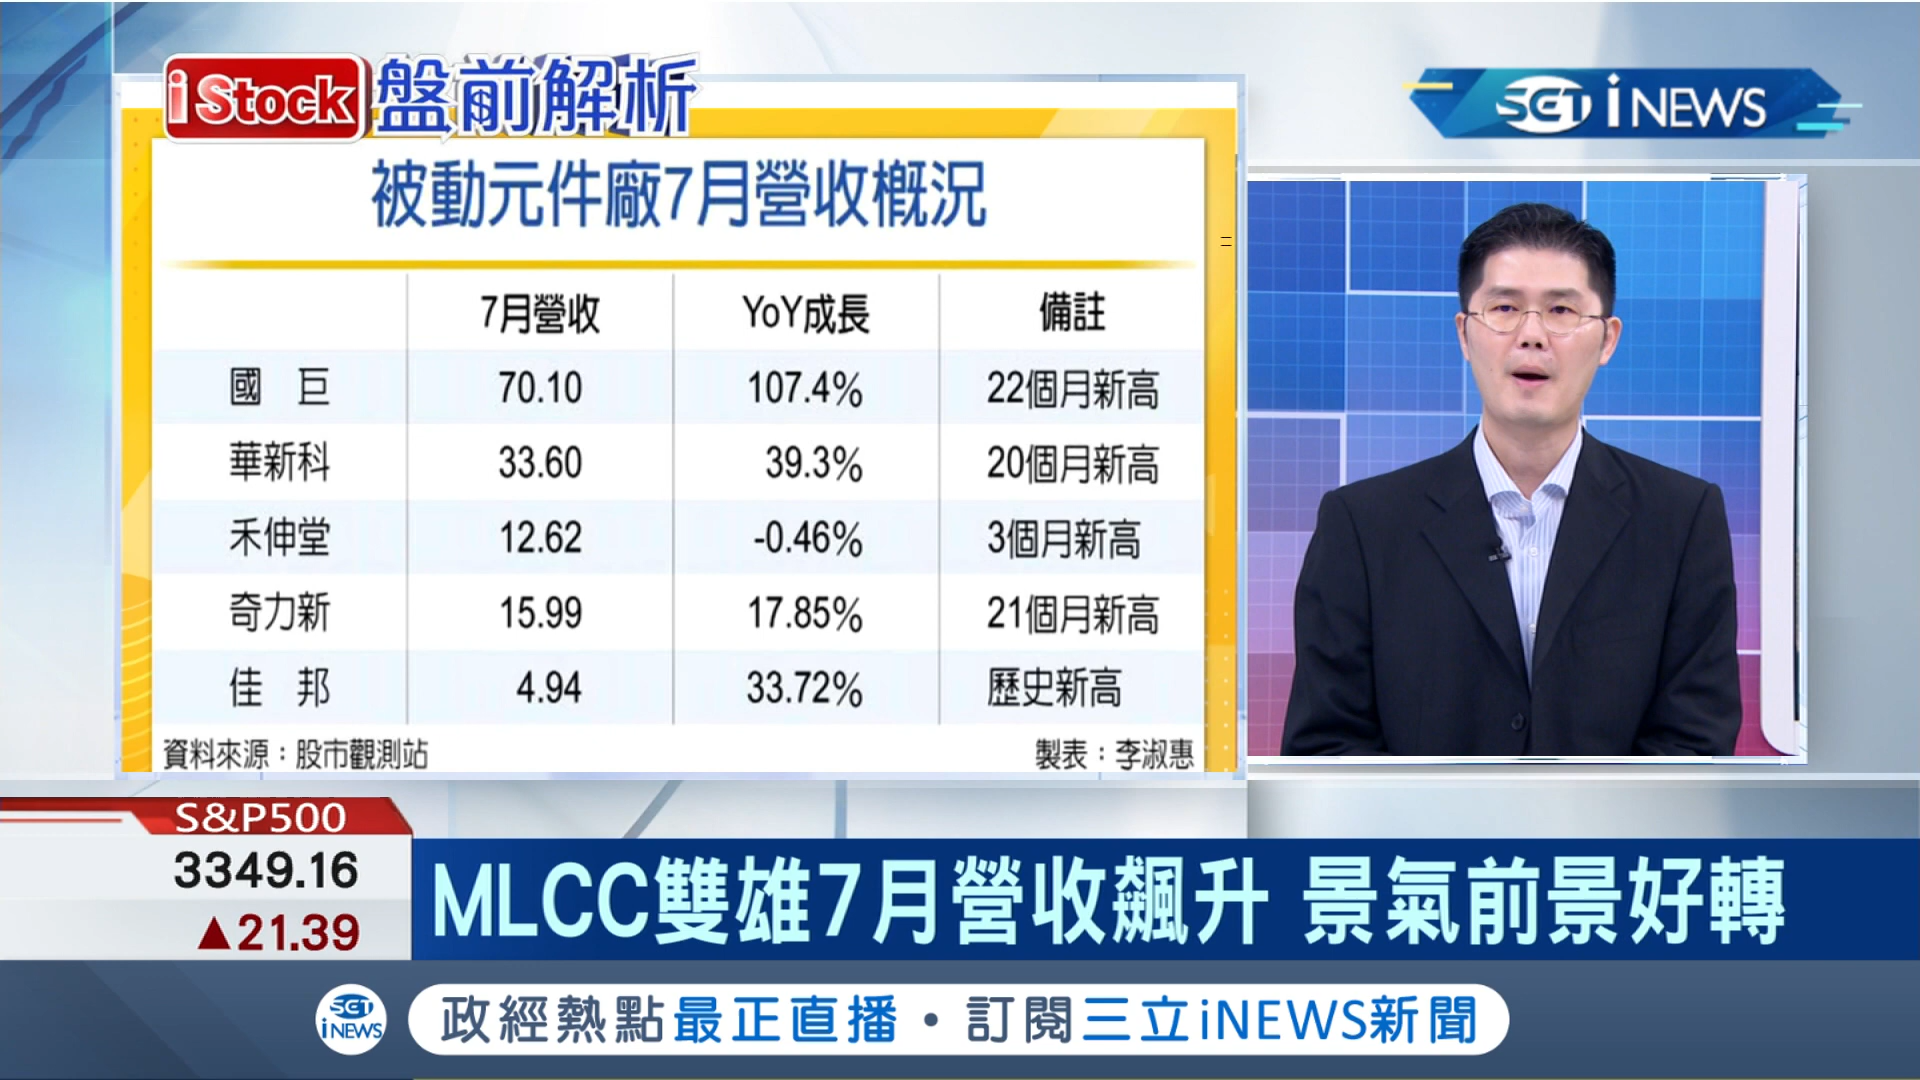 iStock 盤前解析
SET iNEWS
被動元件廠7月營收概況
7月營收 YoY成長 備註
國 巨 70.10 107.4% 22個月新高
華新科 33.60 39.3% 20個月新高
禾伸堂 12.62 -0.46% 3個月新高
奇力新 15.99 17.85% 21個月新高
佳 邦 4.94 33.72% 歷史新高
資料來源：股市觀測站 製表：李淑惠
S&P500
3349.16
▲21.39
MLCC雙雄7月營收飆升 景氣前景好轉
SET iNEWS 政經熱點最正直播・訂閱三立iNEWS新聞